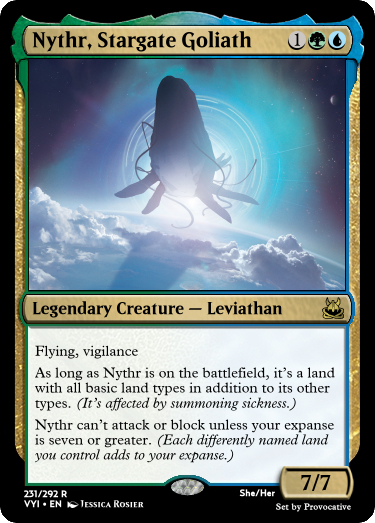 Nythr, Stargate Goliath 1
Legendary Creature — Leviathan
Flying, vigilance
As long as Nythr is on the battlefield, it’s a land
with all basic land types in addition to its other
types. (It’s affected by summoning sickness.)
Nythr can’t attack or block unless your expanse
is seven or greater. (Each differently named land
you control adds to your expanse.)
7/7
231/292 R
She/Her
VYI • EN Jessica Rosier
Set by Provocative